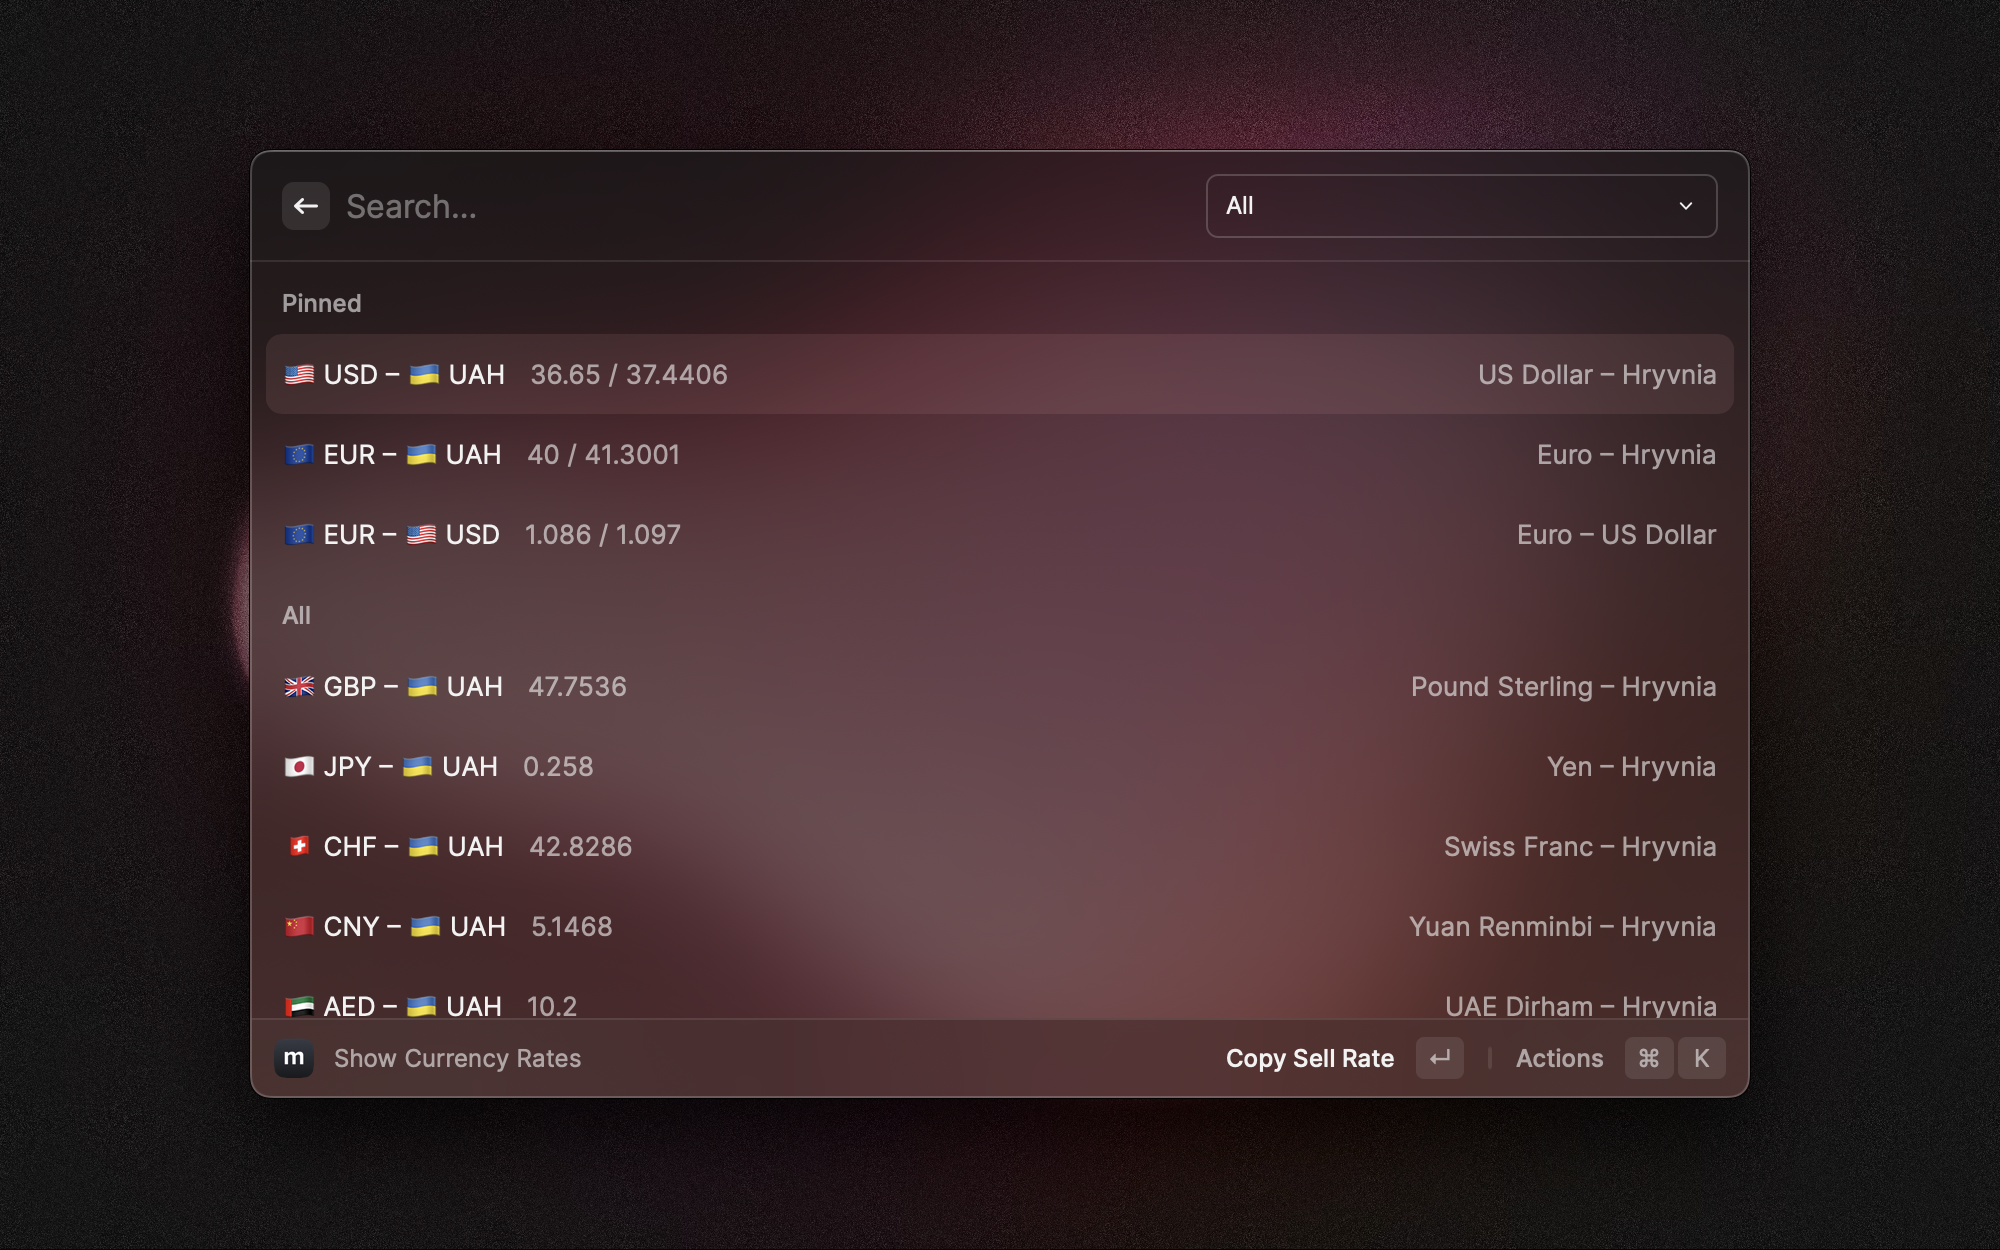 Search...
All
Pinned
USD – UAH 36.65 / 37.4406 US Dollar – Hryvnia
EUR – UAH 40 / 41.3001 Euro – Hryvnia
EUR – USD 1.086 / 1.097 Euro – US Dollar
All
GBP – UAH 47.7536 Pound Sterling – Hryvnia
JPY – UAH 0.258 Yen – Hryvnia
CHF – UAH 42.8286 Swiss Franc – Hryvnia
CNY – UAH 5.1468 Yuan Renminbi – Hryvnia
AED – UAH 10.2 UAE Dirham – Hryvnia
m Show Currency Rates Copy Sell Rate ↵ Actions ⌘ K